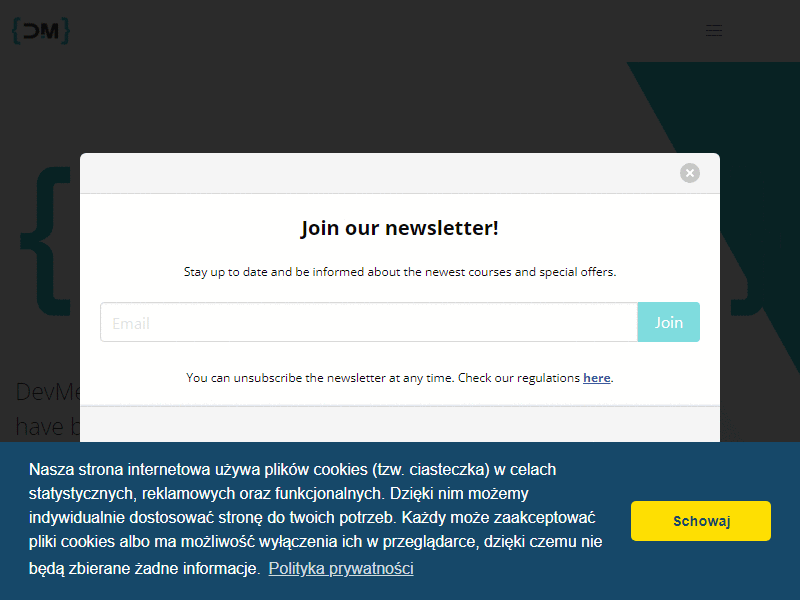 {DM}
Join our newsletter!
Stay up to date and be informed about the newest courses and special offers.
Email
Join
You can unsubscribe the newsletter at any time. Check our regulations here.
{ }
have
Nasza strona internetowa używa plików cookies (tzw. ciasteczka) w celach
statystycznych, reklamowych oraz funkcjonalnych. Dzięki nim możemy
indywidualnie dostosować stronę do twoich potrzeb. Każdy może zaakceptować
pliki cookies albo ma możliwość wyłączenia ich w przeglądarce, dzięki czemu nie
będą zbierane żadne informacje. Polityka prywatności
Schowaj